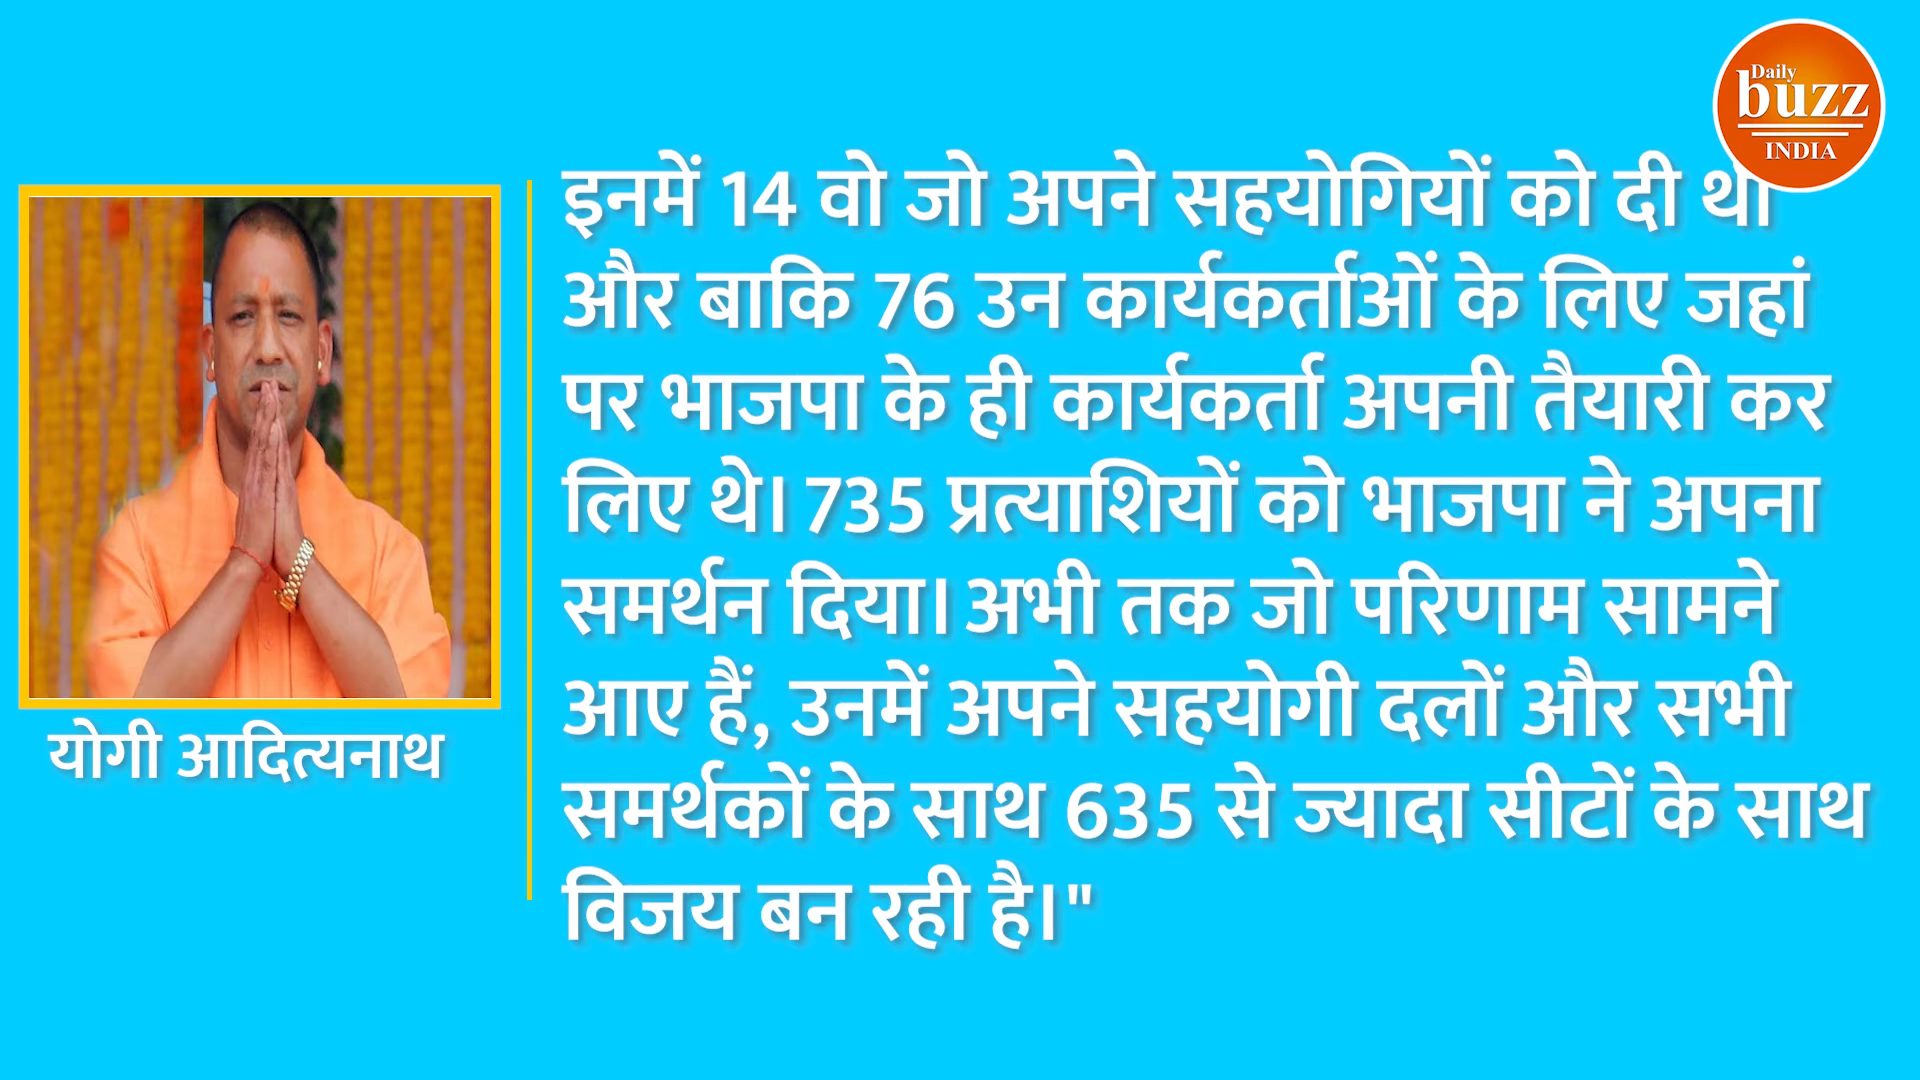 Daily
buzz
INDIA
इनमें 14 वो जो अपने सहयोगियों को दी थी
और बाकि 76 उन कार्यकर्ताओं के लिए जहां
पर भाजपा के ही कार्यकर्ता अपनी तैयारी कर
लिए थे। 735 प्रत्याशियों को भाजपा ने अपना
समर्थन दिया। अभी तक जो परिणाम सामने
आए हैं, उनमें अपने सहयोगी दलों और सभी
समर्थकों के साथ 635 से ज्यादा सीटों के साथ
विजय बन रही है।"
योगी आदित्यनाथ